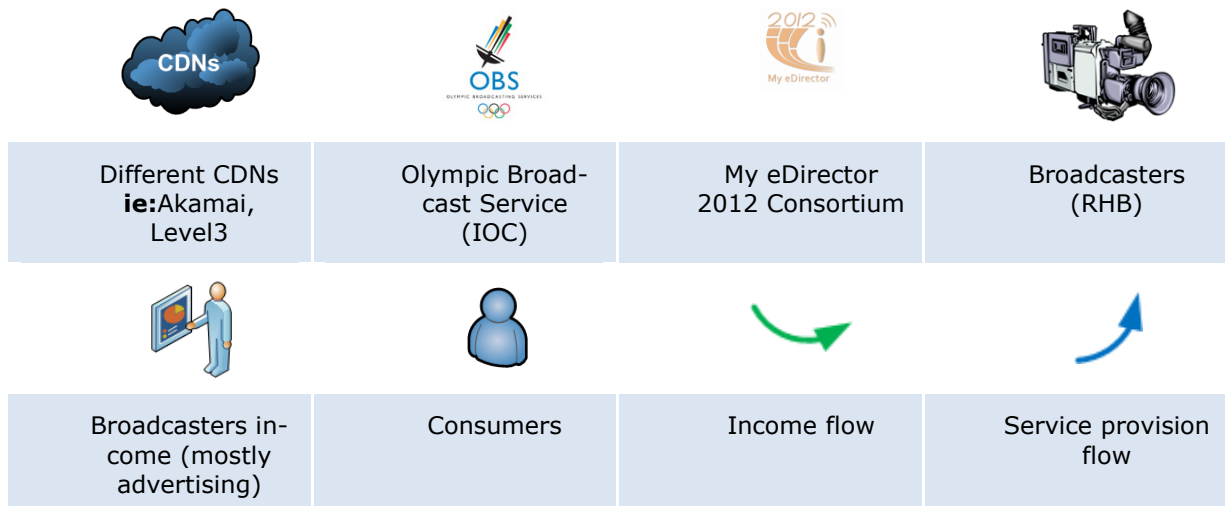 CDNs
OBS
OLYMPIC BROADCASTING SERVICES
2012
My eDirector
Different CDNs
ie:Akamai,
Level3
Olympic Broad-
cast Service
(IOC)
My eDirector
2012 Consortium
Broadcasters
(RHB)
Broadcasters in-
come (mostly
advertising)
Consumers
Income flow
Service provision
flow